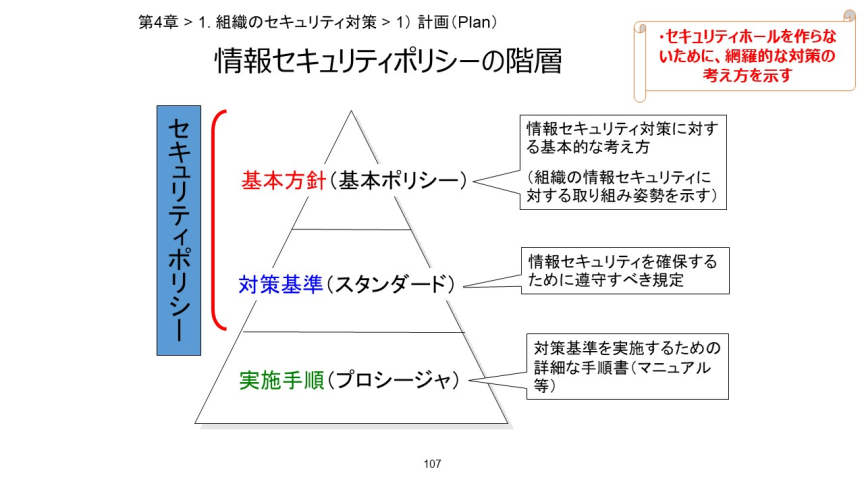 第4章 > 1. 組織のセキュリティ対策 > 1） 計画（Plan）
情報セキュリティポリシーの階層
・セキュリティホールを作らな
いために、網羅的な対策の
考え方を示す
セキュリティポリシー
基本方針（基本ポリシー）
情報セキュリティ対策に対す
る基本的な考え方
（組織の情報セキュリティに
対する取り組み姿勢を示す）
対策基準（スタンダード）
情報セキュリティを確保する
ために遵守すべき規定
実施手順（プロシージャ）
対策基準を実施するための
詳細な手順書（マニュアル
等）
107